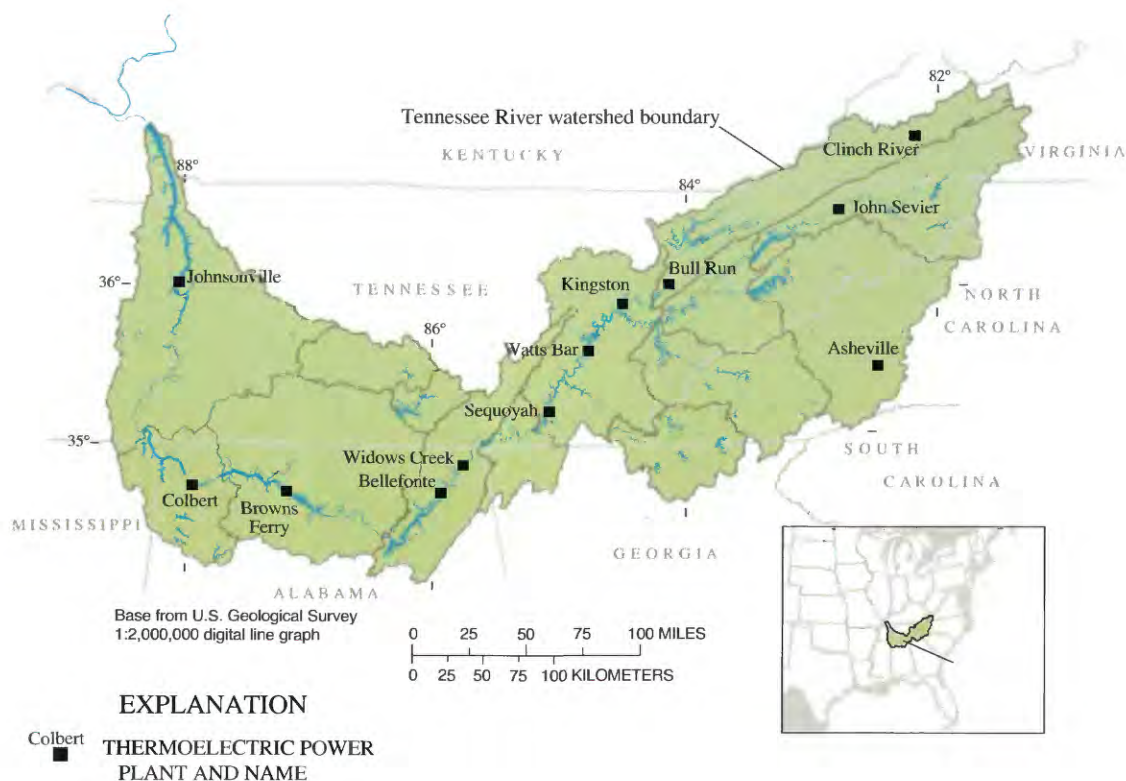 82°
Tennessee River watershed boundary
Clinch River
KENTUCKY
VIRGINIA
88°
84°
John Sevier
Bull Run
36°
Johnsonville
Kingston
TENNESSEE
NORTH
CAROLINA
86°
Watts Bar
Asheville
Sequoyah
35°
SOUTH
CAROLINA
Widows Creek
Bellefonte
Colbert
Browns
Ferry
MISSISSIPPI
GEORGIA
ALABAMA
Base from U.S. Geological Survey
1:2,000,000 digital line graph
0 25 50 75 100 MILES
0 25 50 75 100 KILOMETERS
EXPLANATION
Colbert
THERMOELECTRIC POWER
PLANT AND NAME